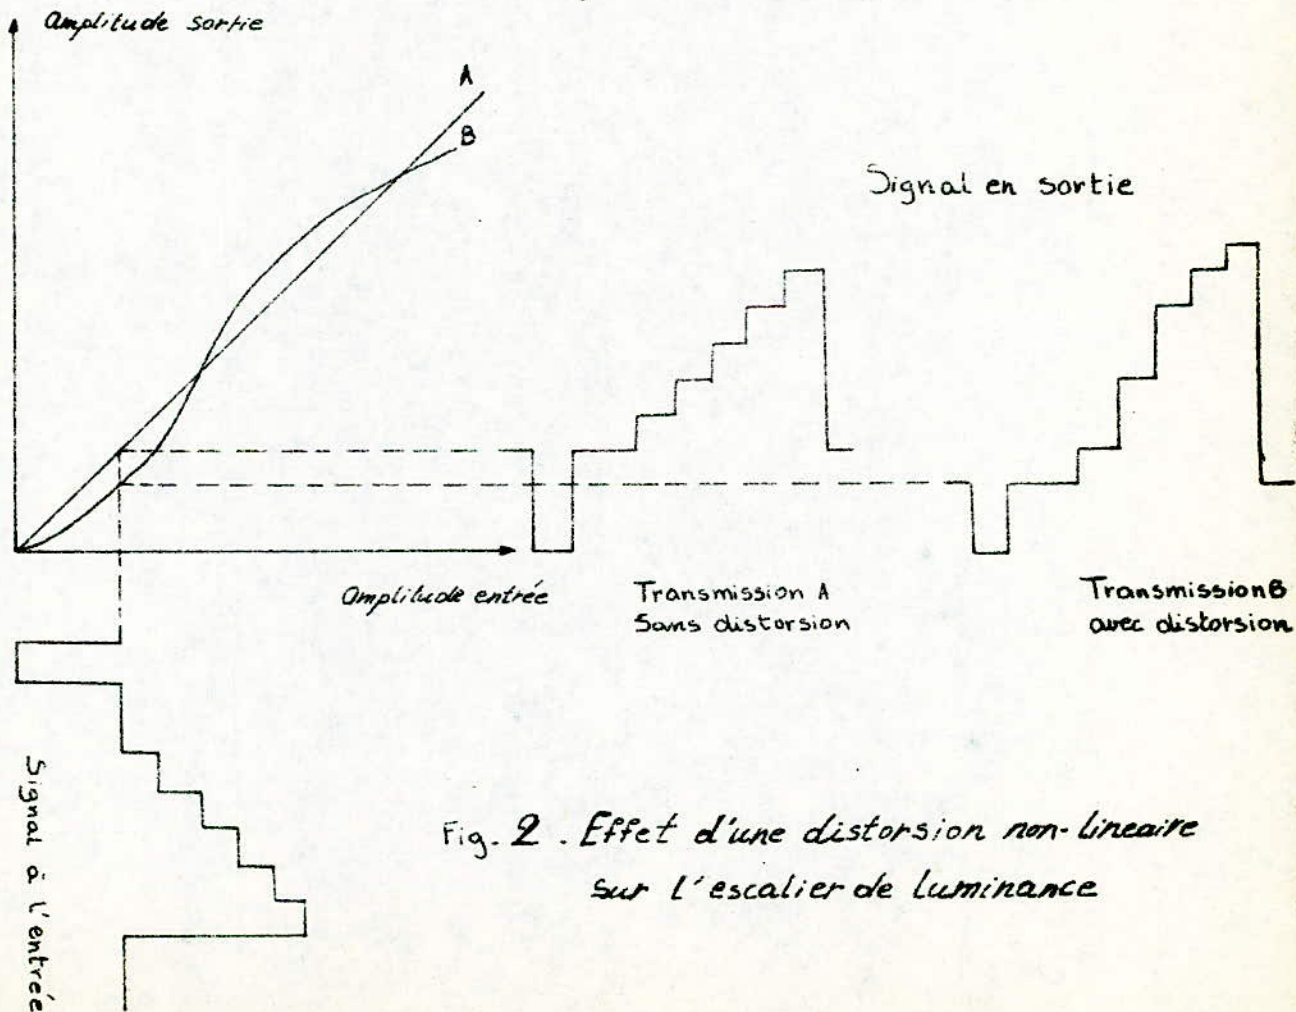 Amplitude sortie
A
B
Signal en sortie
Amplitude entrée
Transmission A
Sans distorsion
Transmission B
avec distorsion
Signal à l'entrée
Fig. 2. Effet d'une distorsion non-lineaire
sur l'escalier de luminance